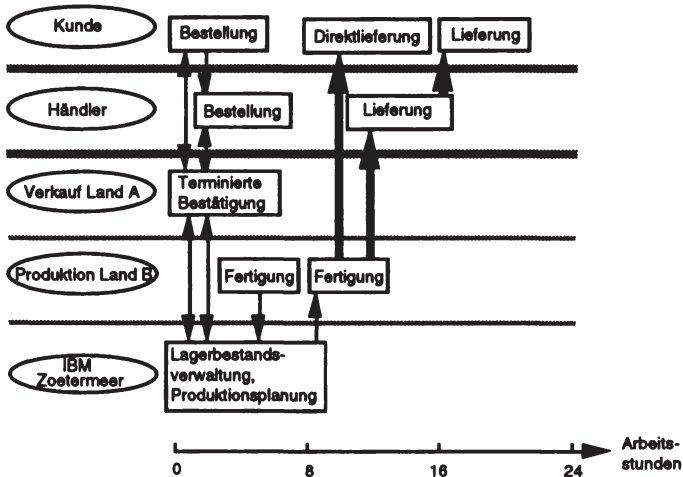 Kunde
Bestellung
Direktlieferung
Lieferung
Händler
Bestellung
Lieferung
Verkauf Land A
Terminierte
Bestätigung
Produktion Land B
Fertigung
Fertigung
IBM
Zoetermeer
Lagerbestands-
verwaltung,
Produktionsplanung
0
8
16
24
Arbeits-
stunden